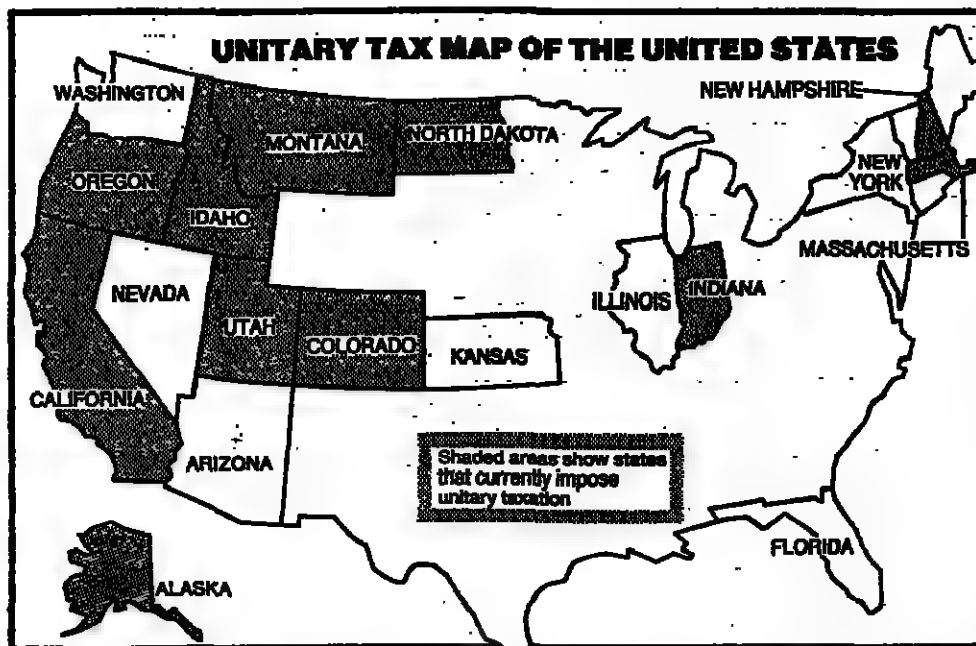 UNITARY TAX MAP OF THE UNITED STATES
WASHINGTON
NEW HAMPSHIRE
MONTANA
NORTH DAKOTA
OREGON
IDAHO
NEW
YORK
MASSACHUSETTS
NEVADA
UTAH
COLORADO
KANSAS
ILLINOIS
INDIANA
CALIFORNIA
ARIZONA
Shaded areas show states
that currently impose
unitary taxation
FLORIDA
ALASKA